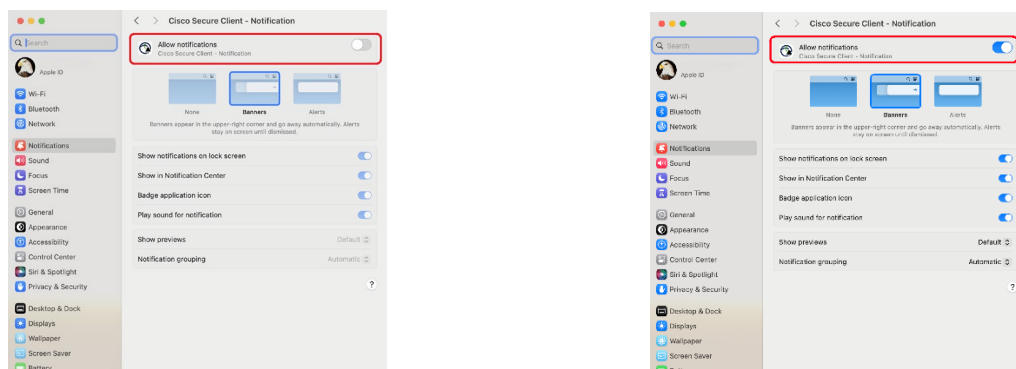 Cisco Secure Client - Notification
Search
Allow notifications
Cisco Secure Client - Notification
Apple ID
Wi-Fi
Bluetooth
Network
None
Banners
Alerts
Banners appear in the upper-right corner and go away automatically. Alerts
stay on screen until dismissed.
Notifications
Sound
Focus
Screen Time
Show notifications on lock screen
Show in Notification Center
Badge application icon
Play sound for notification
General
Appearance
Accessibility
Control Center
Siri & Spotlight
Privacy & Security
Show previews
Default
Notification grouping
Automatic
?
Desktop & Dock
Displays
Wallpaper
Screen Saver
Battery
Cisco Secure Client - Notification
Search
Allow notifications
Cisco Secure Client - Notification
Apple ID
Wi-Fi
Bluetooth
Network
None
Banners
Alerts
Banners appear in the upper-right corner and go away automatically. Alerts
stay on screen until dismissed.
Notifications
Sound
Focus
Screen Time
Show notifications on lock screen
Show in Notification Center
Badge application icon
Play sound for notification
General
Appearance
Accessibility
Control Center
Siri & Spotlight
Privacy & Security
Show previews
Default
Notification grouping
Automatic
?
Desktop & Dock
Displays
Wallpaper
Screen Saver